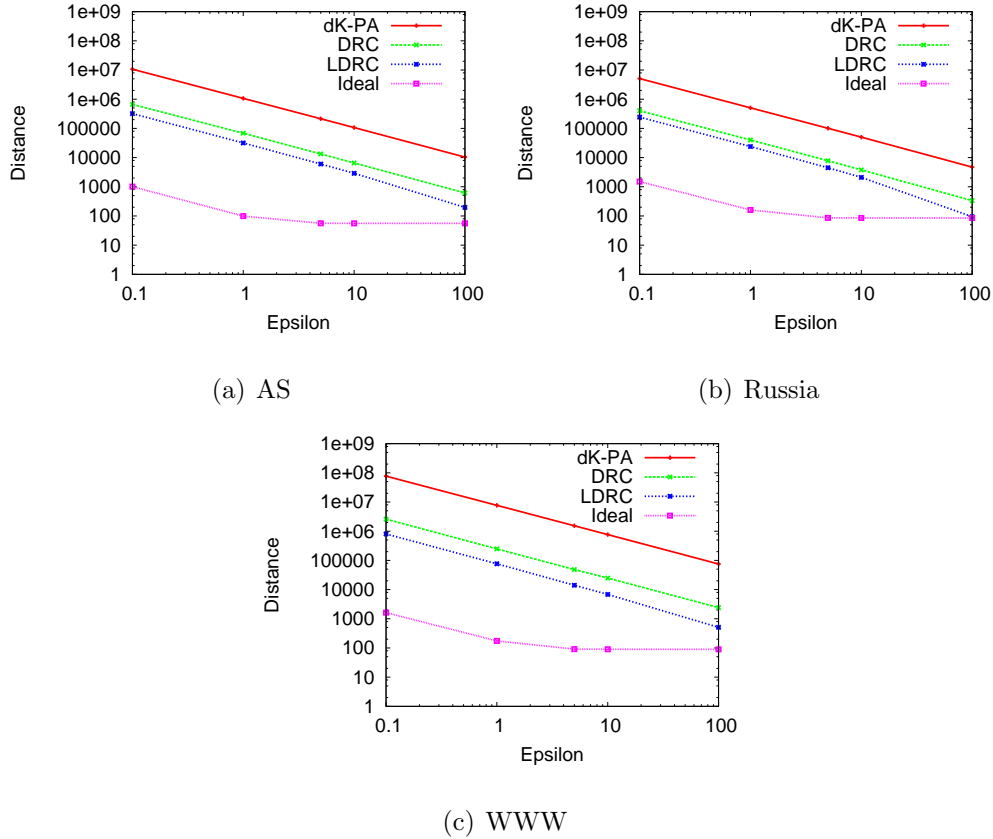 1e+09
1e+08
1e+07
1e+06
100000
10000
1000
100
10
1
Distance
0.1 1 10 100
Epsilon
dK-PA
DRC
LDRC
Ideal
(a) AS
1e+09
1e+08
1e+07
1e+06
100000
10000
1000
100
10
1
Distance
0.1 1 10 100
Epsilon
dK-PA
DRC
LDRC
Ideal
(b) Russia
1e+09
1e+08
1e+07
1e+06
100000
10000
1000
100
10
1
Distance
0.1 1 10 100
Epsilon
dK-PA
DRC
LDRC
Ideal
(c) WWW